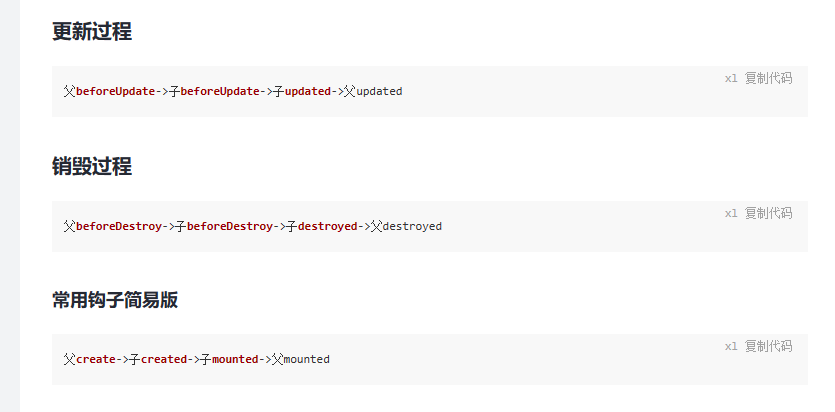 更新过程
xl 复制代码
父beforeUpdate->子beforeUpdate->子updated->父updated
销毁过程
xl 复制代码
父beforeDestroy->子beforeDestroy->子destroyed->父destroyed
常用钩子简易版
xl 复制代码
父create->子created->子mounted->父mounted